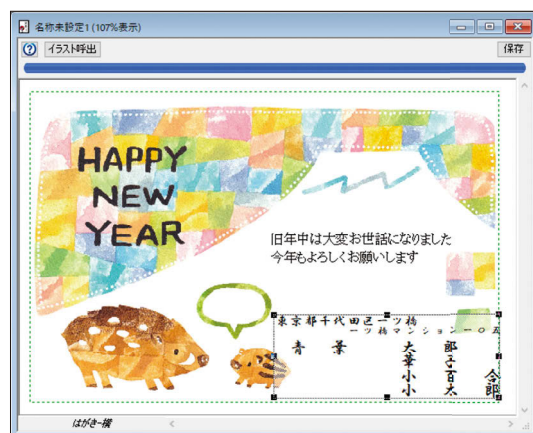 名称未設定1 (107%表示)
イラスト呼出
保存
HAPPY
NEW
YEAR
旧年中は大変お世話になりました
今年もよろしくお願いします
東京都千代田区一ツ橋
一ツ橋マンション一〇五
青 葉 大 郎
華 子
小 百 合
小 太 郎
はがき-横